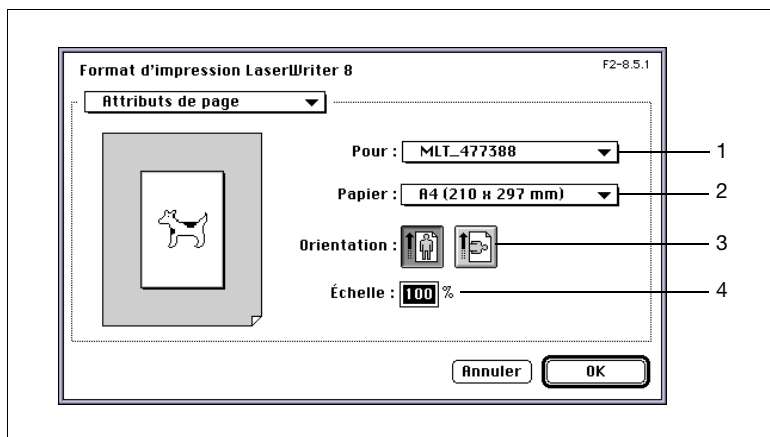 Format d'impression LaserWriter 8 F2-8.5.1
Attributs de page
Pour : MLT_477388 1
Papier : A4 (210 x 297 mm) 2
Orientation : 3
Échelle : 100 % 4
Annuler OK